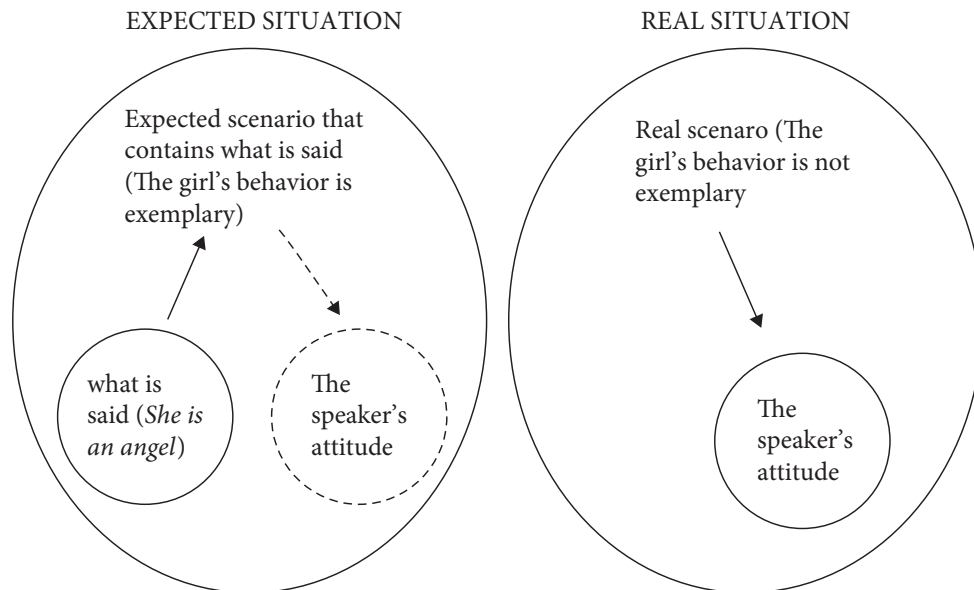 EXPECTED SITUATION
Expected scenario that
contains what is said
(The girl's behavior is
exemplary)
what is
said (She is
an angel)
The
speaker's
attitude
REAL SITUATION
Real scenaro (The
girl's behavior is not
exemplary
The
speaker's
attitude